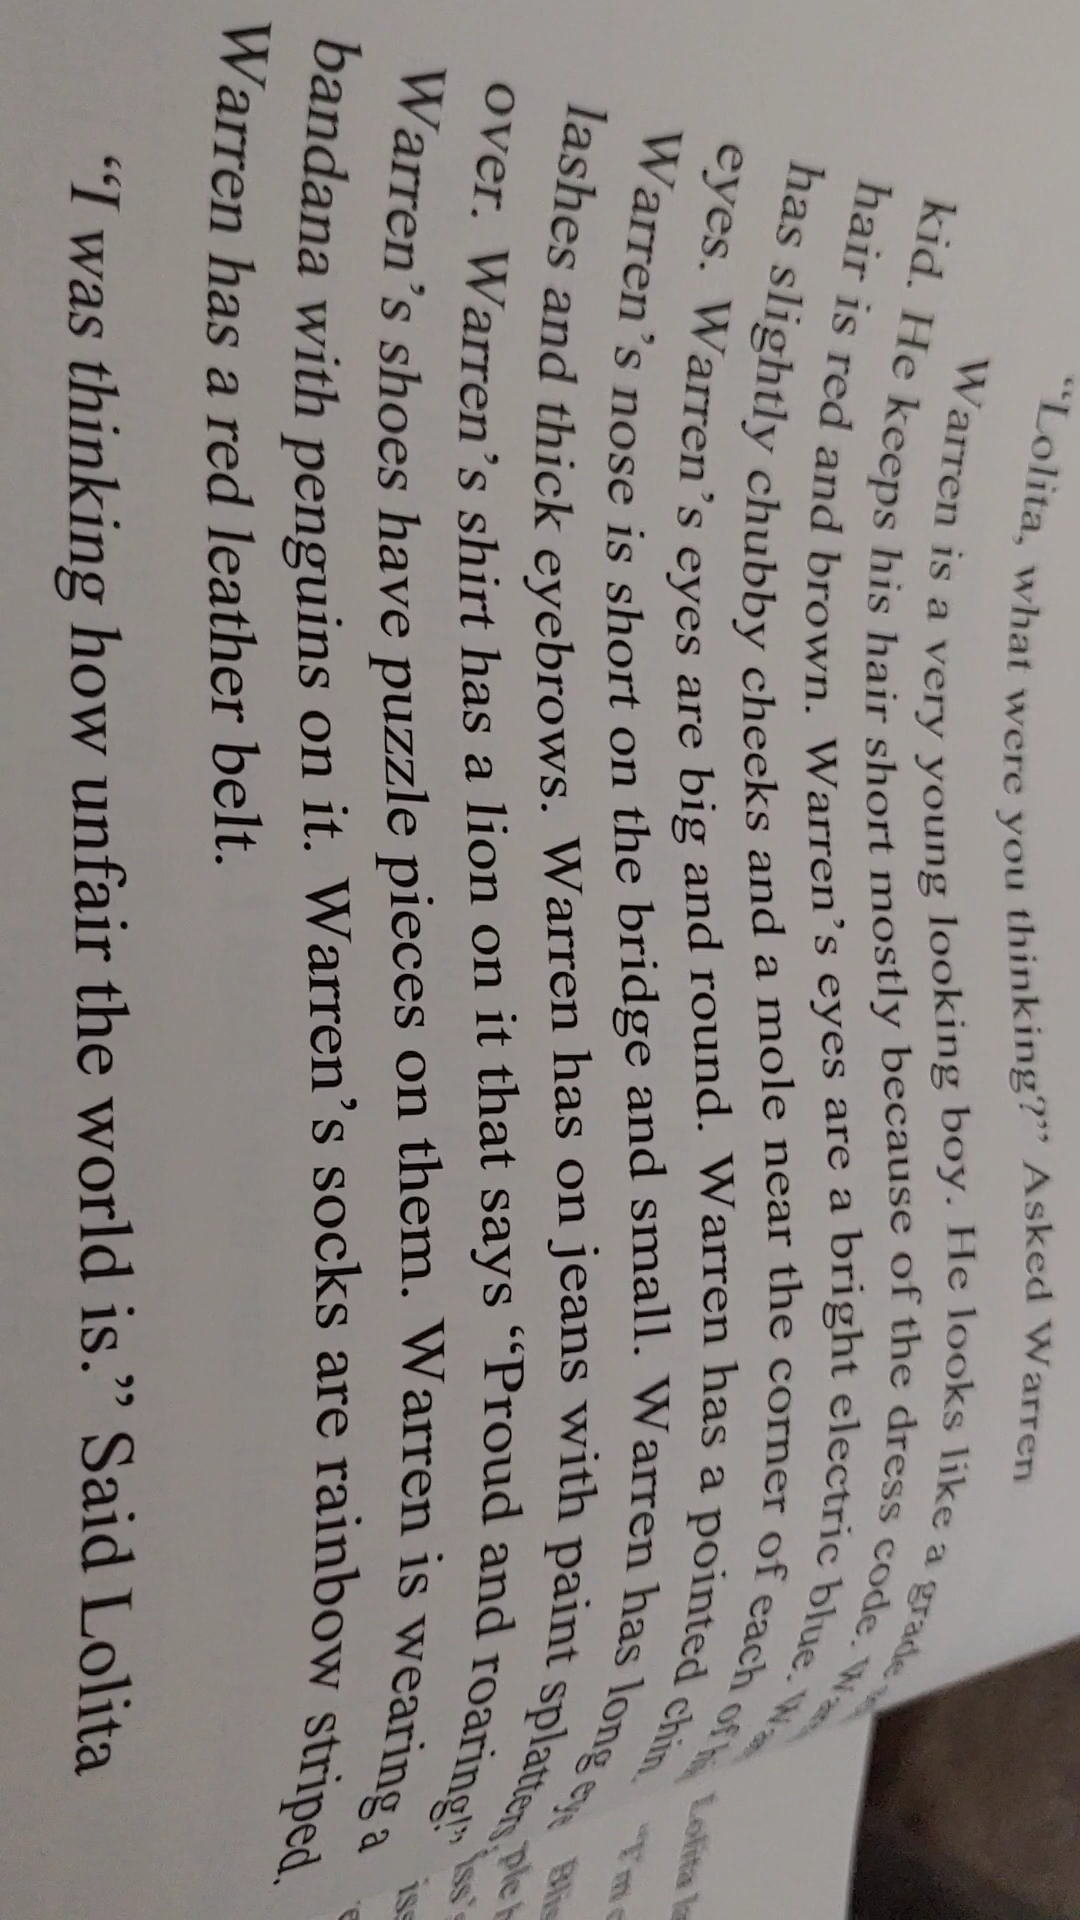 "Lolita, what were you thinking?" Asked Warren
Warren is a very young looking boy. He looks like a grade
kid. He keeps his hair short mostly because of the dress code.
hair is red and brown. Warren's eyes are a bright electric blue.
has slightly chubby cheeks and a mole near the corner of each of
eyes. Warren's eyes are big and round. Warren has a pointed chin.
Warren's nose is short on the bridge and small. Warren has long eye
lashes and thick eyebrows. Warren has on jeans with paint splatters
over. Warren's shirt has a lion on it that says "Proud and roaring!"
Warren's shoes have puzzle pieces on them. Warren is wearing a
bandana with penguins on it. Warren's socks are rainbow striped.
Warren has a red leather belt.
"I was thinking how unfair the world is." Said Lolita
Lolita
"I'm